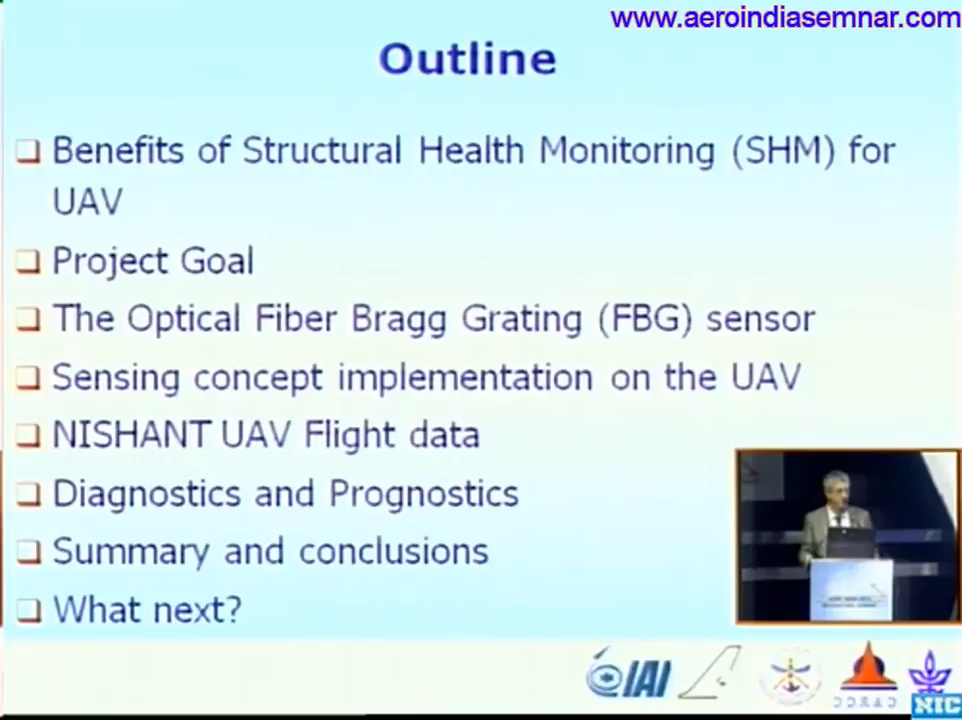 www.aeroindiasemnar.com
Outline
Benefits of Structural Health Monitoring (SHM) for
UAV
Project Goal
The Optical Fiber Bragg Grating (FBG) sensor
Sensing concept implementation on the UAV
NISHANT UAV Flight data
Diagnostics and Prognostics
Summary and conclusions
What next?
IAI
NIC